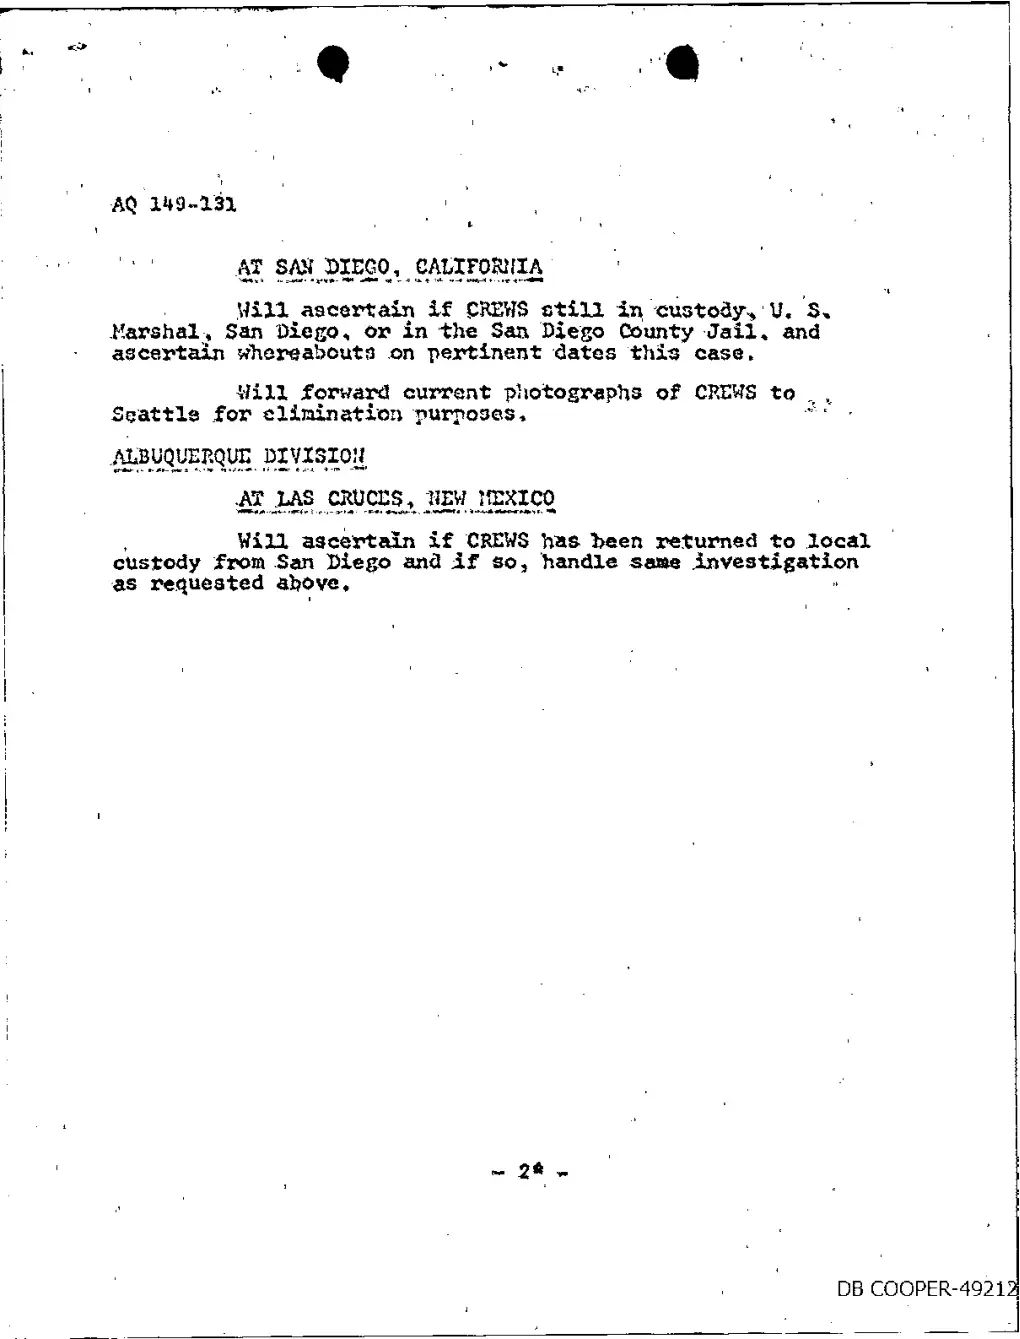 AQ 149-131
AT SAN DIEGO, CALIFORNIA
Will ascertain if CREWS still in custody, U. S.
Marshal, San Diego, or in the San Diego County Jail, and
ascertain whereabouts on pertinent dates this case.
Will forward current photographs of CREWS to
Seattle for elimination purposes.
ALBUQUERQUE DIVISION
AT LAS CRUCES, NEW MEXICO
Will ascertain if CREWS has been returned to local
custody from San Diego and if so, handle same investigation
as requested above.
- 2* -
DB COOPER-49212